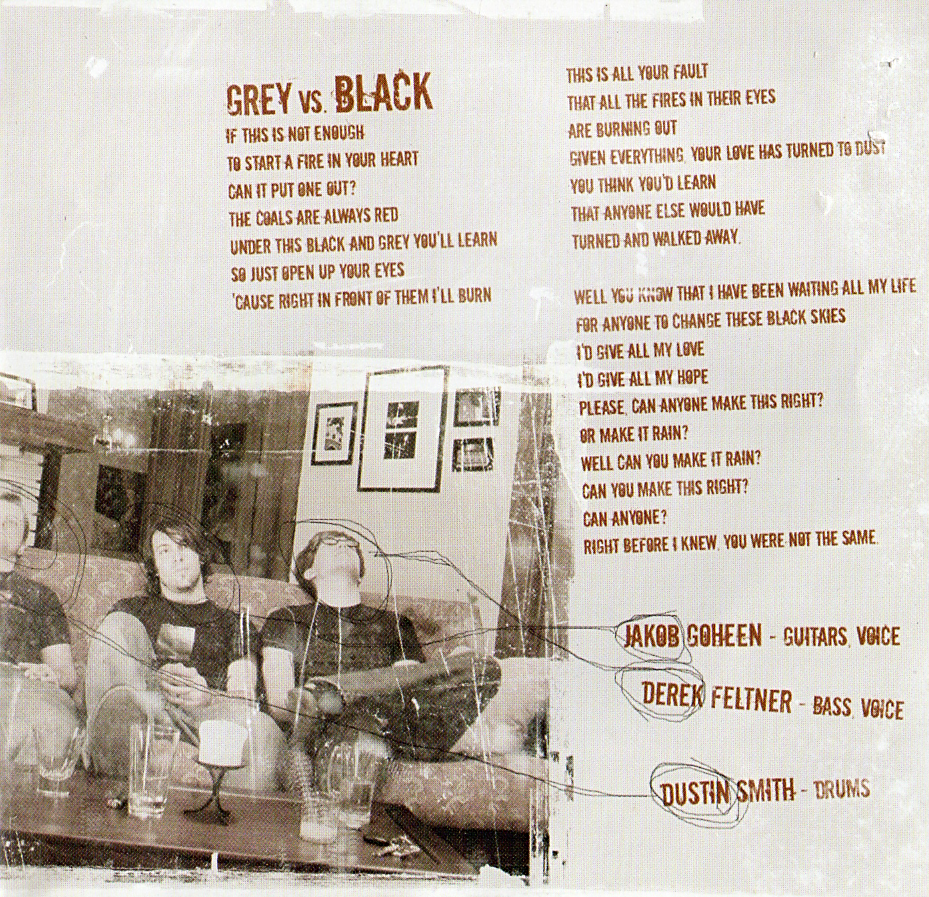 GREY VS. BLACK
IF THIS IS NOT ENOUGH
TO START A FIRE IN YOUR HEART
CAN IT PUT ONE OUT?
THE COALS ARE ALWAYS RED
UNDER THIS BLACK AND GREY YOU'LL LEARN
SO JUST OPEN UP YOUR EYES
'CAUSE RIGHT IN FRONT OF THEM I'LL BURN
THIS IS ALL YOUR FAULT
THAT ALL THE FIRES IN THEIR EYES
ARE BURNING OUT
GIVEN EVERYTHING, YOUR LOVE HAS TURNED TO DUST
YOU THINK YOU'D LEARN
THAT ANYONE ELSE WOULD HAVE
TURNED AND WALKED AWAY.
WELL YOU KNOW THAT I HAVE BEEN WAITING ALL MY LIFE
FOR ANYONE TO CHANGE THESE BLACK SKIES
I'D GIVE ALL MY LOVE
I'D GIVE ALL MY HOPE
PLEASE, CAN ANYONE MAKE THIS RIGHT?
OR MAKE IT RAIN?
WELL CAN YOU MAKE IT RAIN?
CAN YOU MAKE THIS RIGHT?
CAN ANYONE?
RIGHT BEFORE I KNEW, YOU WERE NOT THE SAME.
JAKOB GOHEEN - GUITARS, VOICE
DEREK FELTNER - BASS, VOICE
DUSTIN SMITH - DRUMS